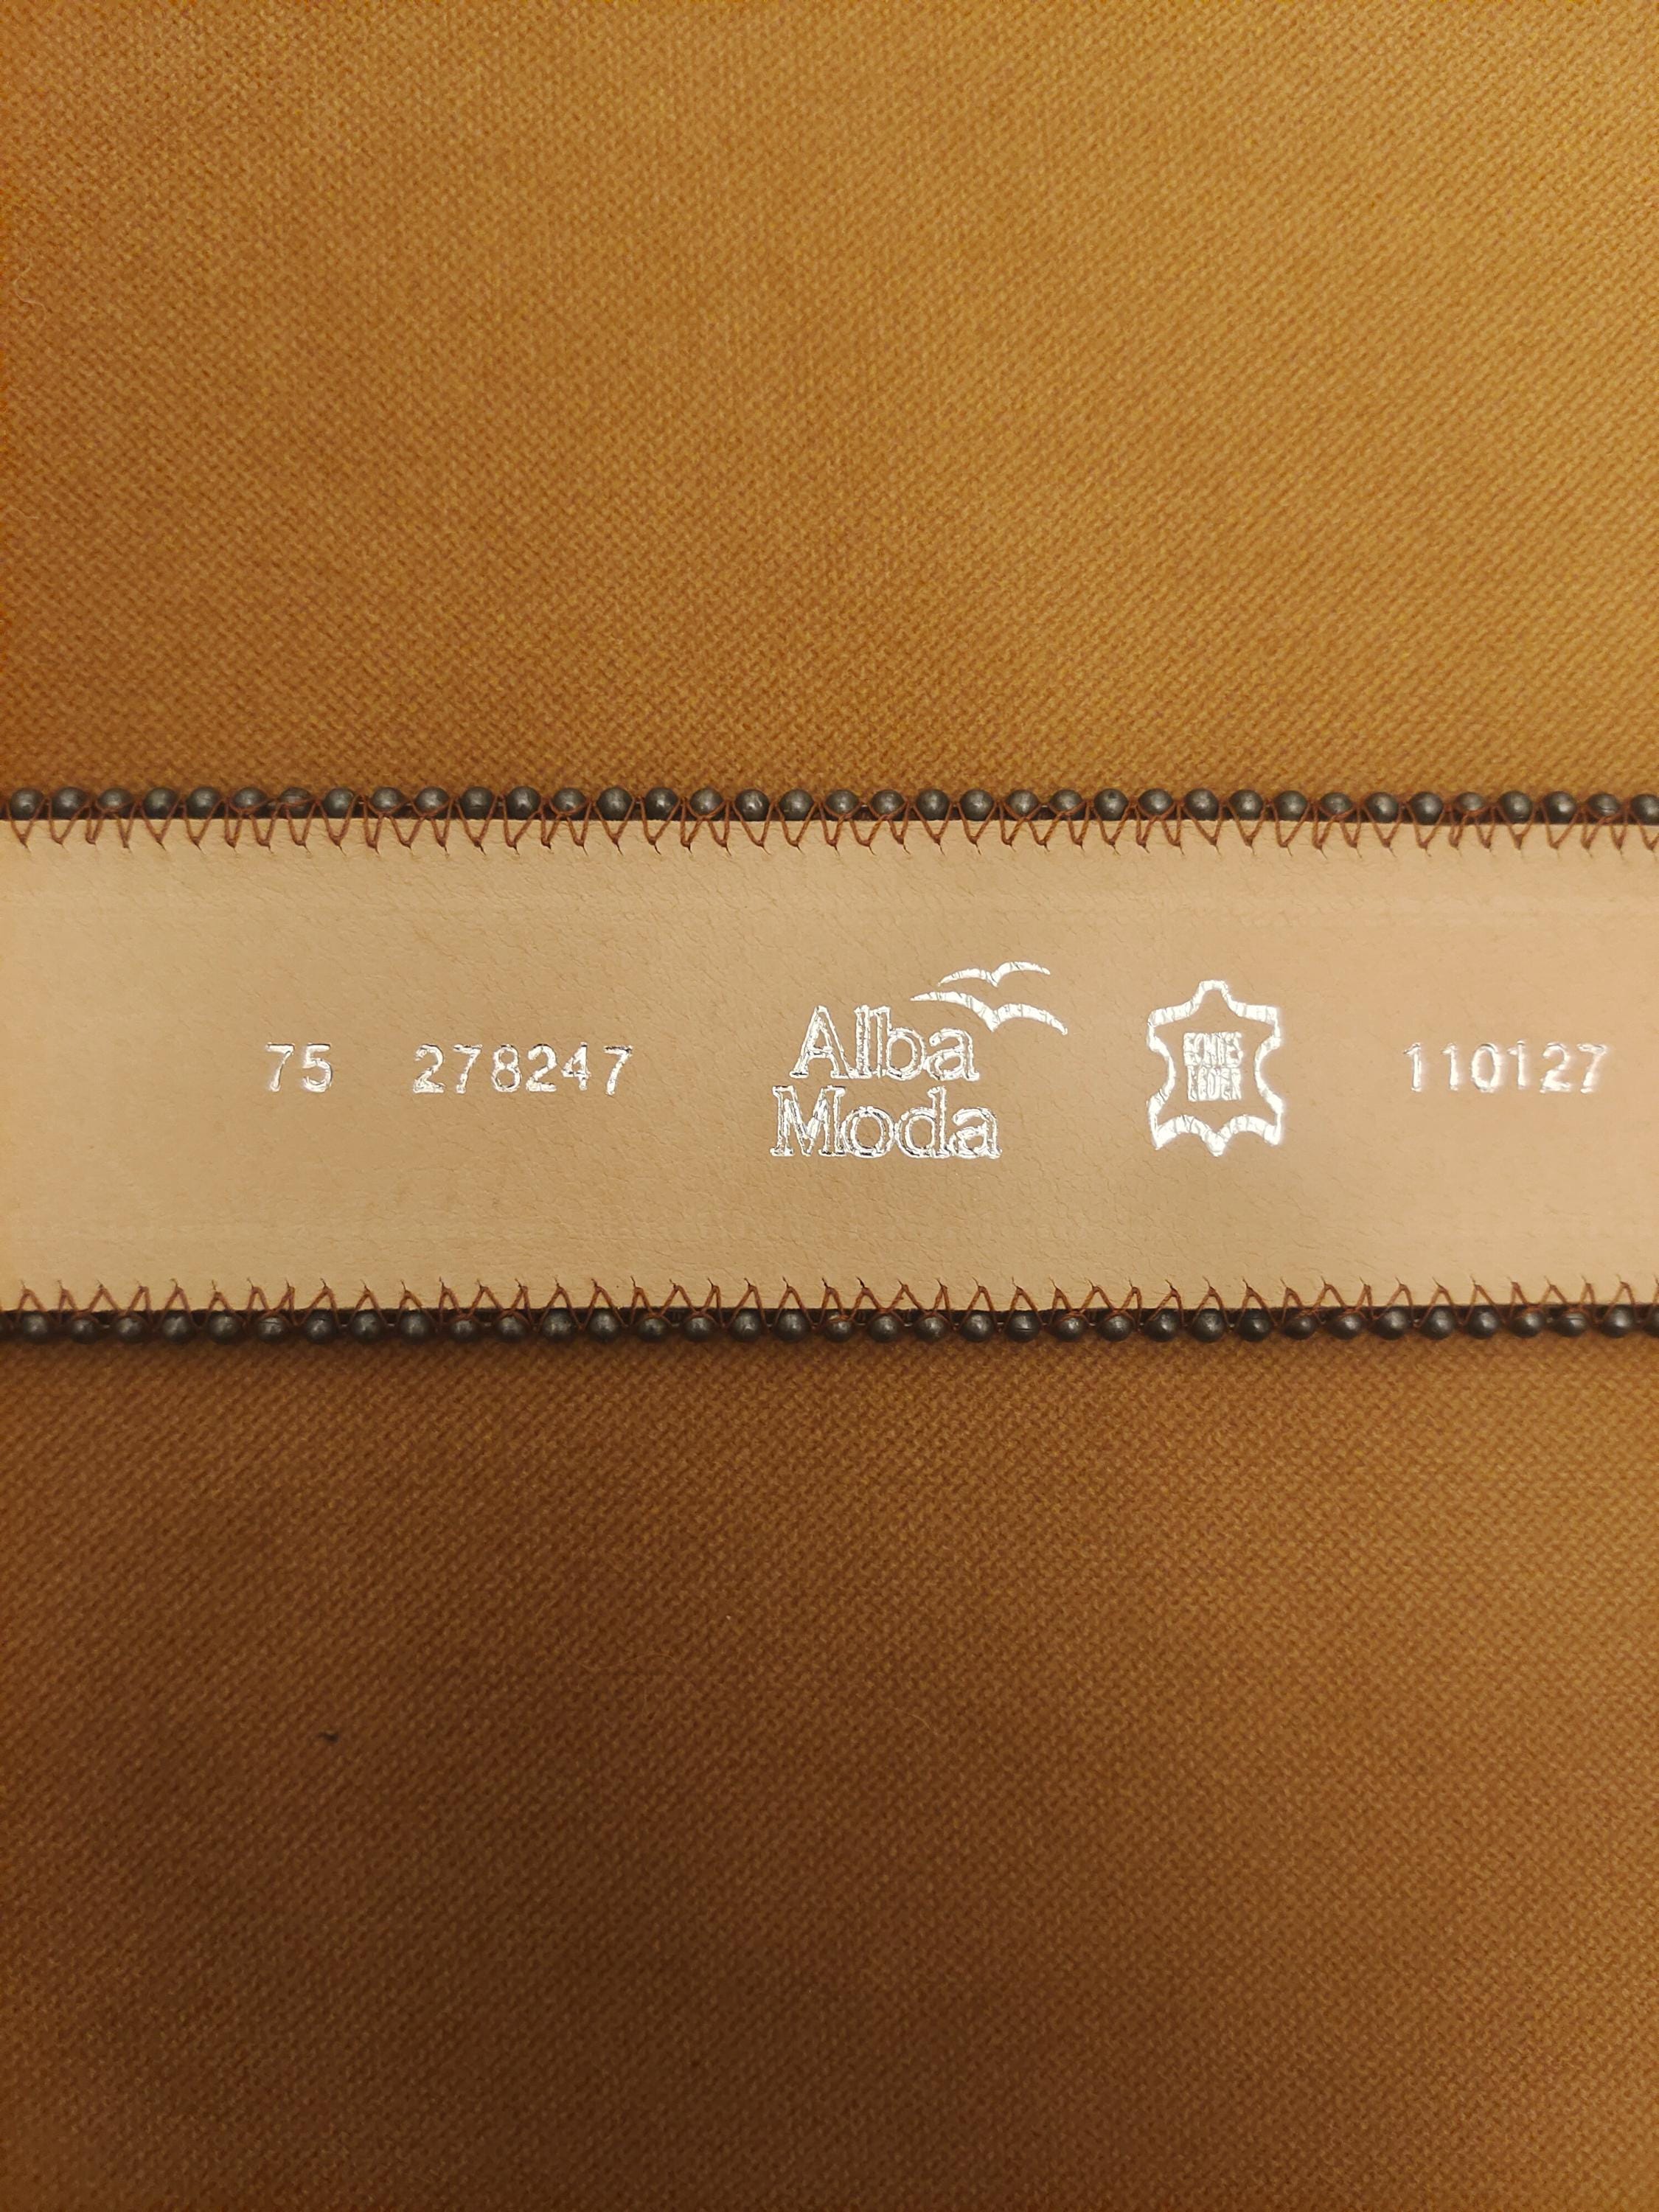 75 278247
Alba
Moda
ECHTES
LEDER
110127